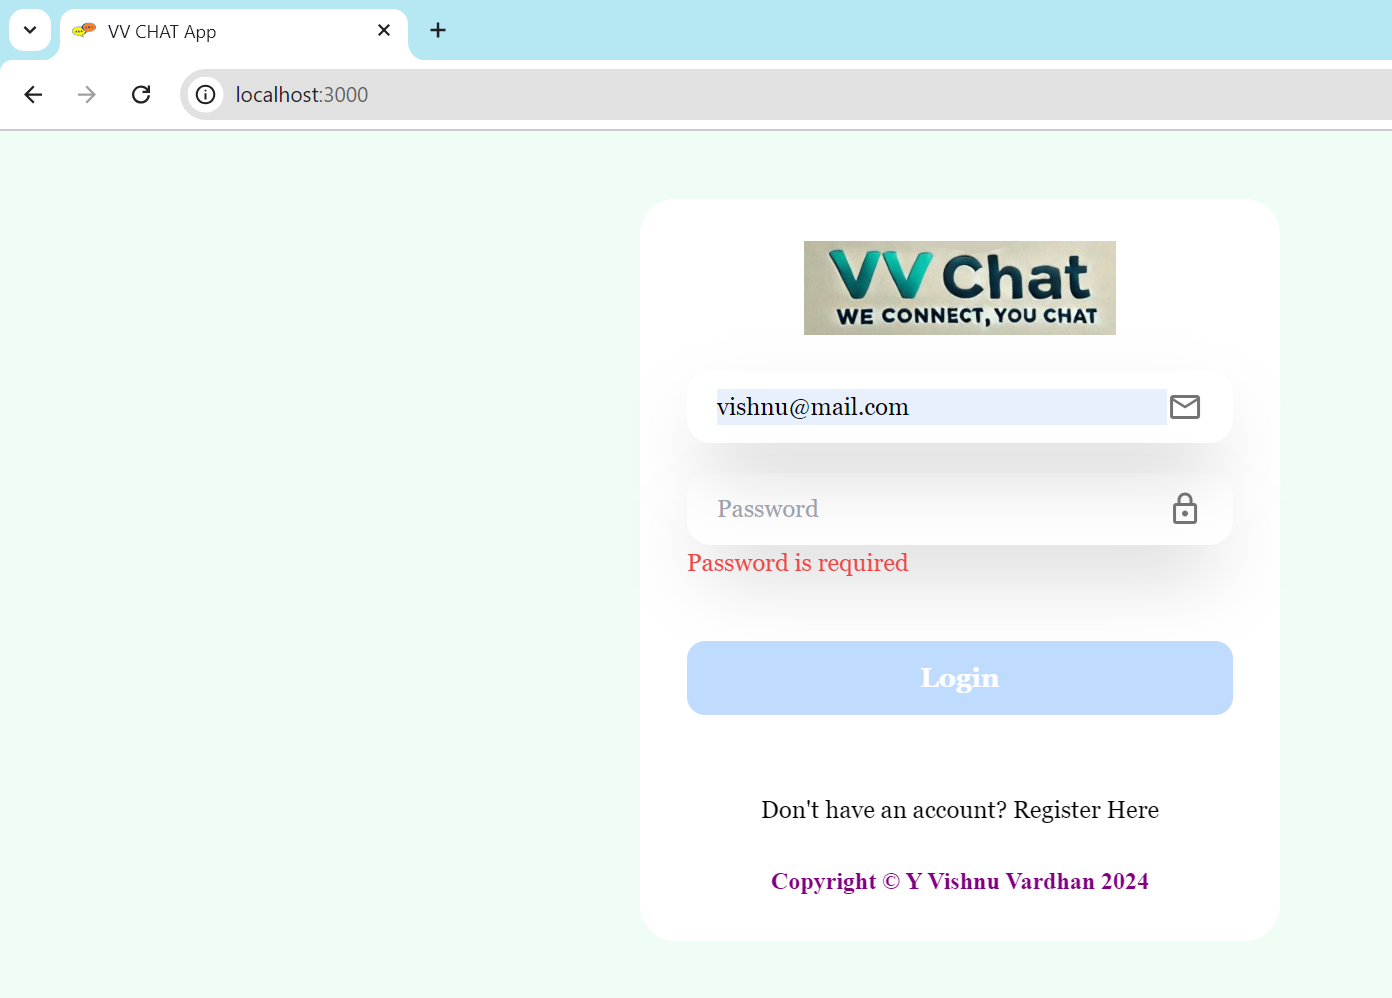 VV CHAT App
localhost:3000
VV Chat
WE CONNECT, YOU CHAT
vishnu@mail.com
Password
Password is required
Login
Don't have an account? Register Here
Copyright © Y Vishnu Vardhan 2024